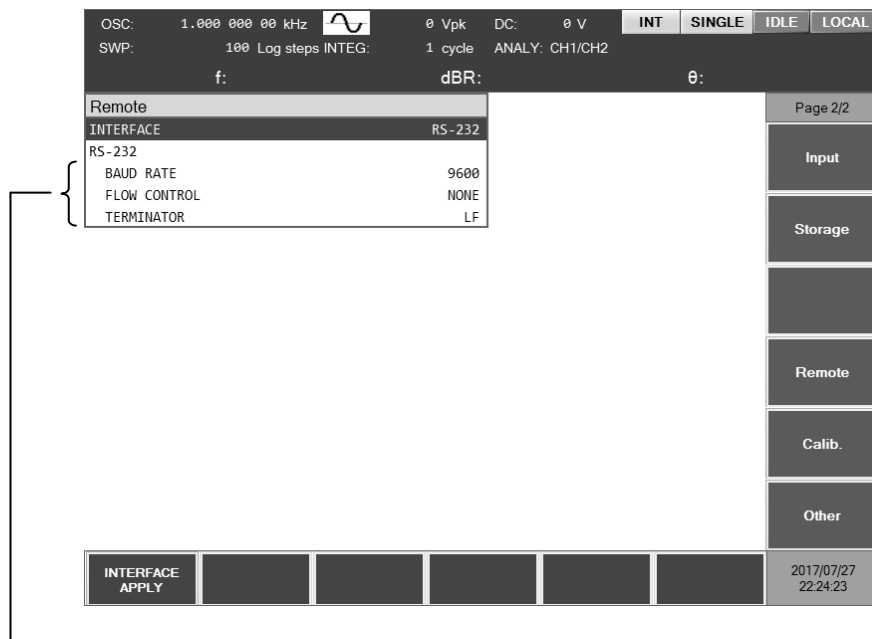 OSC: 1.000 000 00 kHz 0 Vpk DC: 0 V INT SINGLE IDLE LOCAL
SWP: 100 Log steps INTEG: 1 cycle ANALY: CH1/CH2
f: dBR: θ:
Remote
INTERFACE RS-232
RS-232
BAUD RATE 9600
FLOW CONTROL NONE
TERMINATOR LF
Page 2/2
Input
Storage
Remote
Calib.
Other
INTERFACE
APPLY
2017/07/27
22:24:23